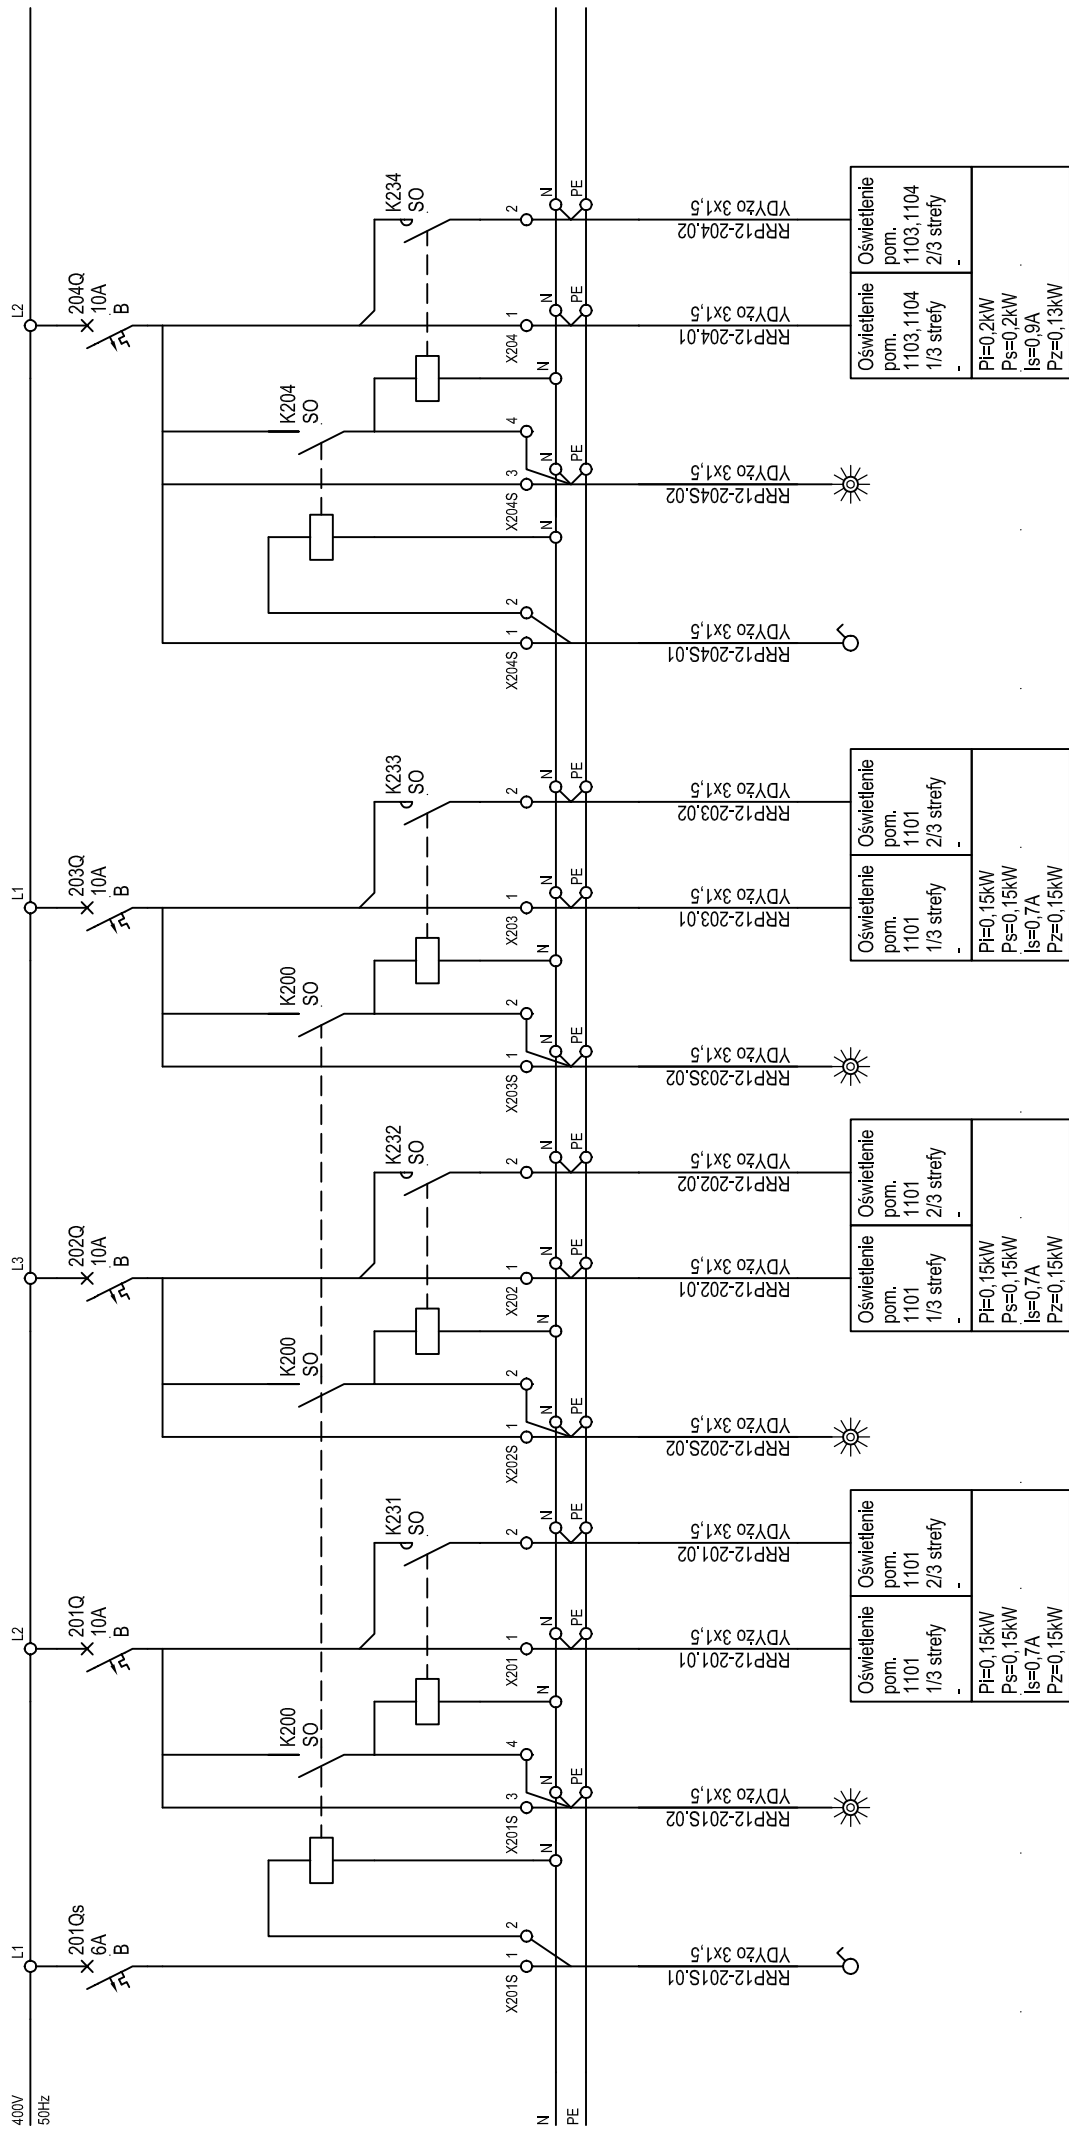 400V
50Hz
L1
201Qs
6A
B
L2
201Q
10A
B
L3
202Q
10A
B
L1
203Q
10A
B
L2
204Q
10A
B
K200
SO
K200
SO
K200
SO
K204
SO
K231
SO
K232
SO
K233
SO
K234
SO
X201S 1 2
N
X201S 3 4
N
X201 1 2
X202S 1 2
N
X202 1 2
X203S 1 2
N
X203 1 2
X204S 1 2
N
X204S 3 4
N
X204 1 2
N
N
N
N
N
N
N
N
N
N
N
N
N
PE
PE
PE
PE
PE
PE
PE
PE
PE
PE
PE
PE
PE
RRP12-201S.01
YDYżo 3x1,5
RRP12-201S.02
YDYżo 3x1,5
RRP12-201.01
YDYżo 3x1,5
RRP12-201.02
YDYżo 3x1,5
RRP12-202S.02
YDYżo 3x1,5
RRP12-202.01
YDYżo 3x1,5
RRP12-202.02
YDYżo 3x1,5
RRP12-203S.02
YDYżo 3x1,5
RRP12-203.01
YDYżo 3x1,5
RRP12-203.02
YDYżo 3x1,5
RRP12-204S.01
YDYżo 3x1,5
RRP12-204S.02
YDYżo 3x1,5
RRP12-204.01
YDYżo 3x1,5
RRP12-204.02
YDYżo 3x1,5
Oświetlenie
pom.
1101
1/3 strefy
-
Oświetlenie
pom.
1101
2/3 strefy
-
Pi=0,15kW
Ps=0,15kW
Is=0,7A
Pz=0,15kW
Oświetlenie
pom.
1101
1/3 strefy
-
Oświetlenie
pom.
1101
2/3 strefy
-
Pi=0,15kW
Ps=0,15kW
Is=0,7A
Pz=0,15kW
Oświetlenie
pom.
1101
1/3 strefy
-
Oświetlenie
pom.
1101
2/3 strefy
-
Pi=0,15kW
Ps=0,15kW
Is=0,7A
Pz=0,15kW
Oświetlenie
pom.
1103,1104
1/3 strefy
-
Oświetlenie
pom.
1103,1104
2/3 strefy
-
Pi=0,2kW
Ps=0,2kW
Is=0,9A
Pz=0,13kW